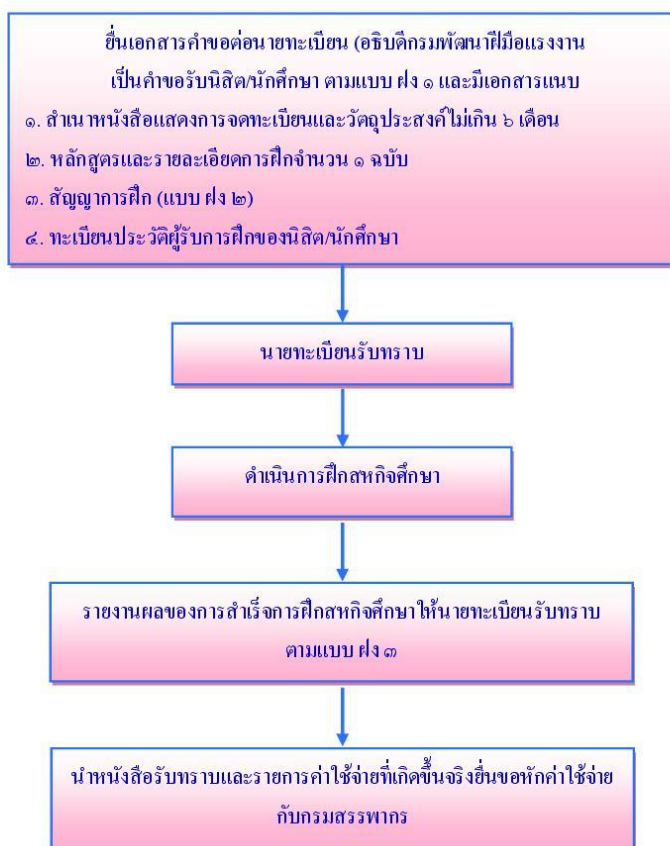 ยื่นเอกสารคำขอต่อนายทะเบียน (อธิบดีกรมพัฒนาฝีมือแรงงาน
เป็นคำขอรับนิสิต/นักศึกษา ตามแบบ ฝง ๑ และมีเอกสารแนบ
๑. สำเนาหนังสือแสดงการจดทะเบียนและวัตถุประสงค์ไม่เกิน ๖ เดือน
๒. หลักสูตรและรายละเอียดการฝึกจำนวน ๑ ฉบับ
๓. สัญญาการฝึก (แบบ ฝง ๒)
๔. ทะเบียนประวัติผู้รับการฝึกของนิสิต/นักศึกษา
นายทะเบียนรับทราบ
ดำเนินการฝึกสหกิจศึกษา
รายงานผลของการสำเร็จการฝึกสหกิจศึกษาให้นายทะเบียนรับทราบ
ตามแบบ ฝง ๓
นำหนังสือรับทราบและรายการค่าใช้จ่ายที่เกิดขึ้นจริงยื่นขอหักค่าใช้จ่าย
กับกรมสรรพากร